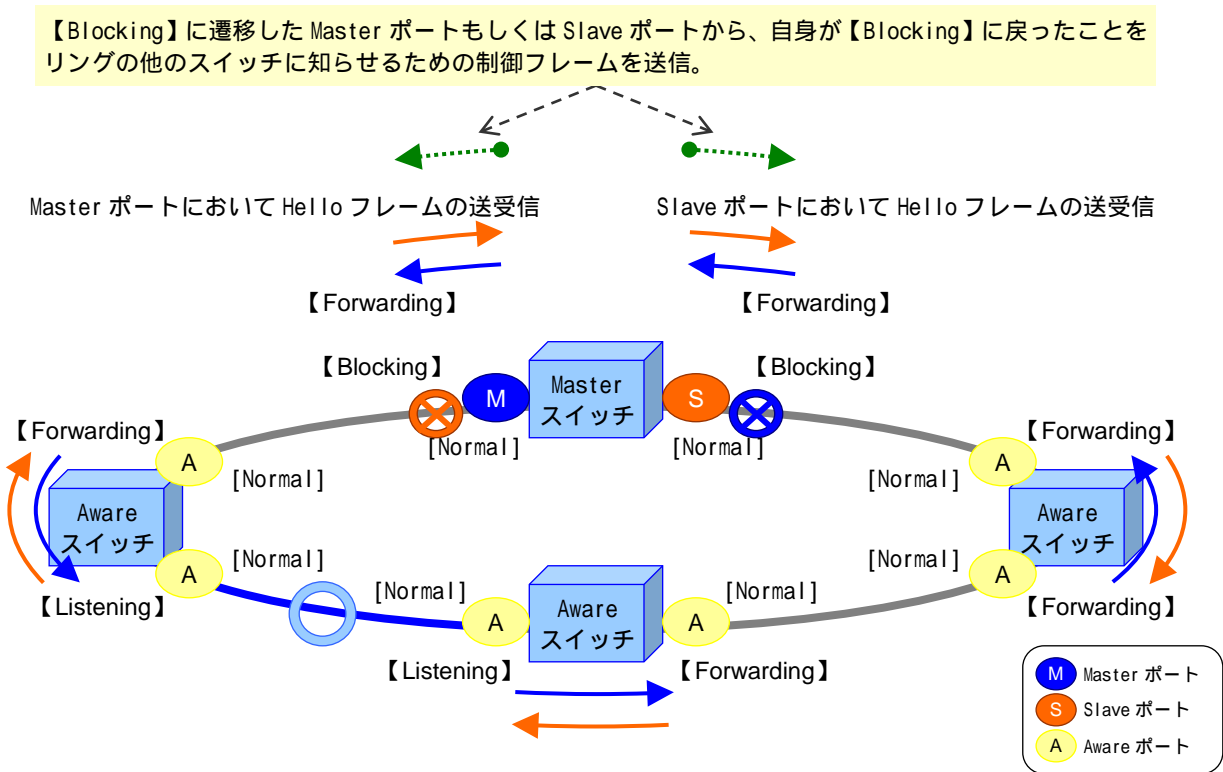 【Blocking】に遷移した Master ポートもしくは Slave ポートから、自身が【Blocking】に戻ったことを
リングの他のスイッチに知らせるための制御フレームを送信。
Master ポートにおいて Hello フレームの送受信
Slave ポートにおいて Hello フレームの送受信
【Forwarding】
【Forwarding】
【Blocking】
【Blocking】
Master
スイッチ
M
S
[Normal]
[Normal]
【Forwarding】
【Forwarding】
A
A
[Normal]
[Normal]
Aware
スイッチ
Aware
スイッチ
[Normal]
[Normal]
A
A
【Listening】
【Forwarding】
[Normal]
[Normal]
A
Aware
スイッチ
A
【Listening】
【Forwarding】
M Master ポート
S Slave ポート
A Aware ポート